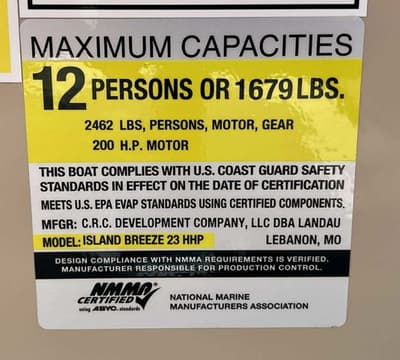 MAXIMUM CAPACITIES
12 PERSONS OR 1679 LBS.
2462 LBS, PERSONS, MOTOR, GEAR
200 H.P. MOTOR
THIS BOAT COMPLIES WITH U.S. COAST GUARD SAFETY
STANDARDS IN EFFECT ON THE DATE OF CERTIFICATION
MEETS U.S. EPA EVAP STANDARDS USING CERTIFIED COMPONENTS.
MFGR: C.R.C. DEVELOPMENT COMPANY, LLC DBA LANDAU
MODEL: ISLAND BREEZE 23 HHP LEBANON, MO
DESIGN COMPLIANCE WITH NMMA REQUIREMENTS IS VERIFIED.
MANUFACTURER RESPONSIBLE FOR PRODUCTION CONTROL.
NMMA
CERTIFIED
using ABYC standards
NATIONAL MARINE
MANUFACTURERS ASSOCIATION